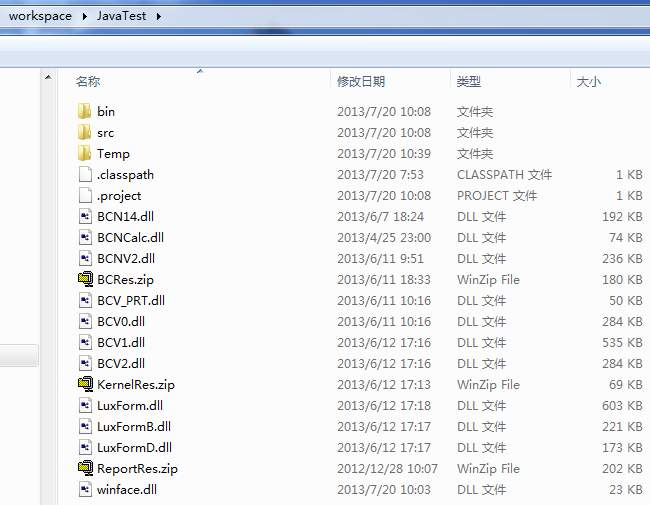 workspace ▸ JavaTest ▸
名称 修改日期 类型 大小
bin 2013/7/20 10:08 文件夹
src 2013/7/20 10:08 文件夹
Temp 2013/7/20 10:39 文件夹
.classpath 2013/7/20 7:53 CLASSPATH 文件 1 KB
.project 2013/7/20 10:08 PROJECT 文件 1 KB
BCN14.dll 2013/6/7 18:24 DLL 文件 192 KB
BCNCalc.dll 2013/4/25 23:00 DLL 文件 74 KB
BCNV2.dll 2013/6/11 9:51 DLL 文件 236 KB
BCRes.zip 2013/6/11 18:33 WinZip File 180 KB
BCV_PRT.dll 2013/6/11 10:16 DLL 文件 50 KB
BCV0.dll 2013/6/11 10:16 DLL 文件 284 KB
BCV1.dll 2013/6/12 17:16 DLL 文件 535 KB
BCV2.dll 2013/6/12 17:16 DLL 文件 284 KB
KernelRes.zip 2013/6/12 17:13 WinZip File 69 KB
LuxForm.dll 2013/6/12 17:18 DLL 文件 603 KB
LuxFormB.dll 2013/6/12 17:17 DLL 文件 221 KB
LuxFormD.dll 2013/6/12 17:17 DLL 文件 173 KB
ReportRes.zip 2012/12/28 10:07 WinZip File 202 KB
winface.dll 2013/7/20 10:03 DLL 文件 23 KB